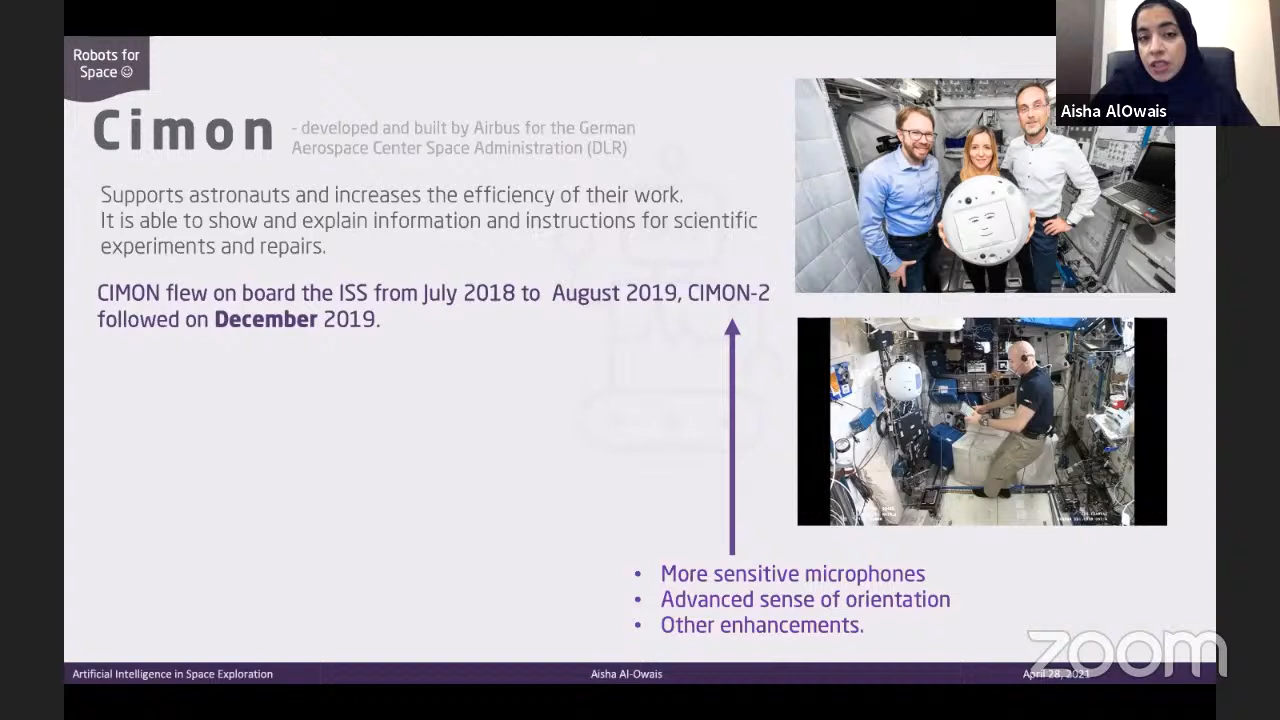 Robots for
Space ☺
Cimon
- developed and built by Airbus for the German
Aerospace Center Space Administration (DLR)
Supports astronauts and increases the efficiency of their work.
It is able to show and explain information and instructions for scientific
experiments and repairs.
CIMON flew on board the ISS from July 2018 to August 2019, CIMON-2
followed on December 2019.
• More sensitive microphones
• Advanced sense of orientation
• Other enhancements.
Aisha AlOwais
zoom
Artificial Intelligence in Space Exploration
Aisha Al-Owais
April 28, 2021